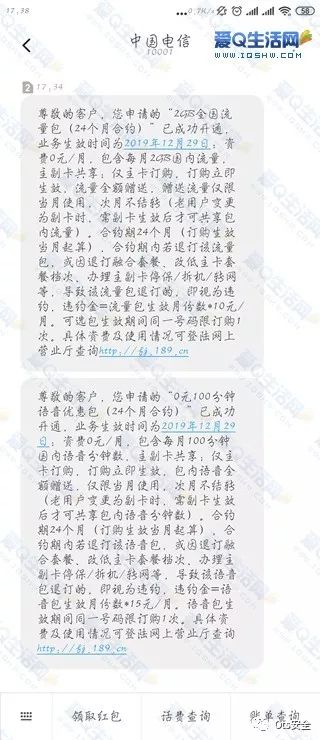 17,38
0.7K/s
58
中国电信
10001
爱Q生活网
WWW.IQSHW.COM
2 17,34
尊敬的客户，您申请的“2GB全国流
量包（24个月合约）”已成功开通，
业务生效时间为2019年12月29日：资
费0元/月，包含每月2GB国内流量，
主副卡共享；仅主卡订购，订购立即
生效，流量全额赠送，赠送流量仅限
当月使用，次月不结转（老用户变更
为副卡时，需副卡生效后才可共享包
内流量）。合约期24个月（订购生效
当月起算），合约期内若退订该流量
包，或因退订融合套餐、改低主卡套
餐档次、办理主副卡停保/拆机/转网
等，导致该流量包退订的，即视为违
约，违约金=流量包生效月份数*10元/
月。可选包生效期间同一号码限订购1
次。具体资费及使用情况可登陆网上
营业厅查询http://gj.189.cn
尊敬的客户，您申请的“0元100分钟
语音优惠包（24个月合约）”已成功
开通，业务生效时间为2019年12月29
日：资费0元/月，包含每月100分钟
国内语音分钟数，主副卡共享；仅主
卡订购，订购立即生效，包内语音全
额赠送，仅限当月使用，次月不结转
（老用户变更为副卡时，需副卡生效
后才可共享包内语音分钟数）。合约
期24个月（订购生效当月起算），合
约期内若退订该语音包，或因退订融
合套餐、改低主卡套餐档次、办理主
副卡停保/拆机/转网等，导致该语音
包退订的，即视为违约，违约金=语
音包生效月份数*15元/月。语音包生
效期间同一号码限订购1次。具体资
费及使用情况可登陆网上营业厅查询
http://gj.189.cn
领取红包
话费查询
账单查询
Ots安全